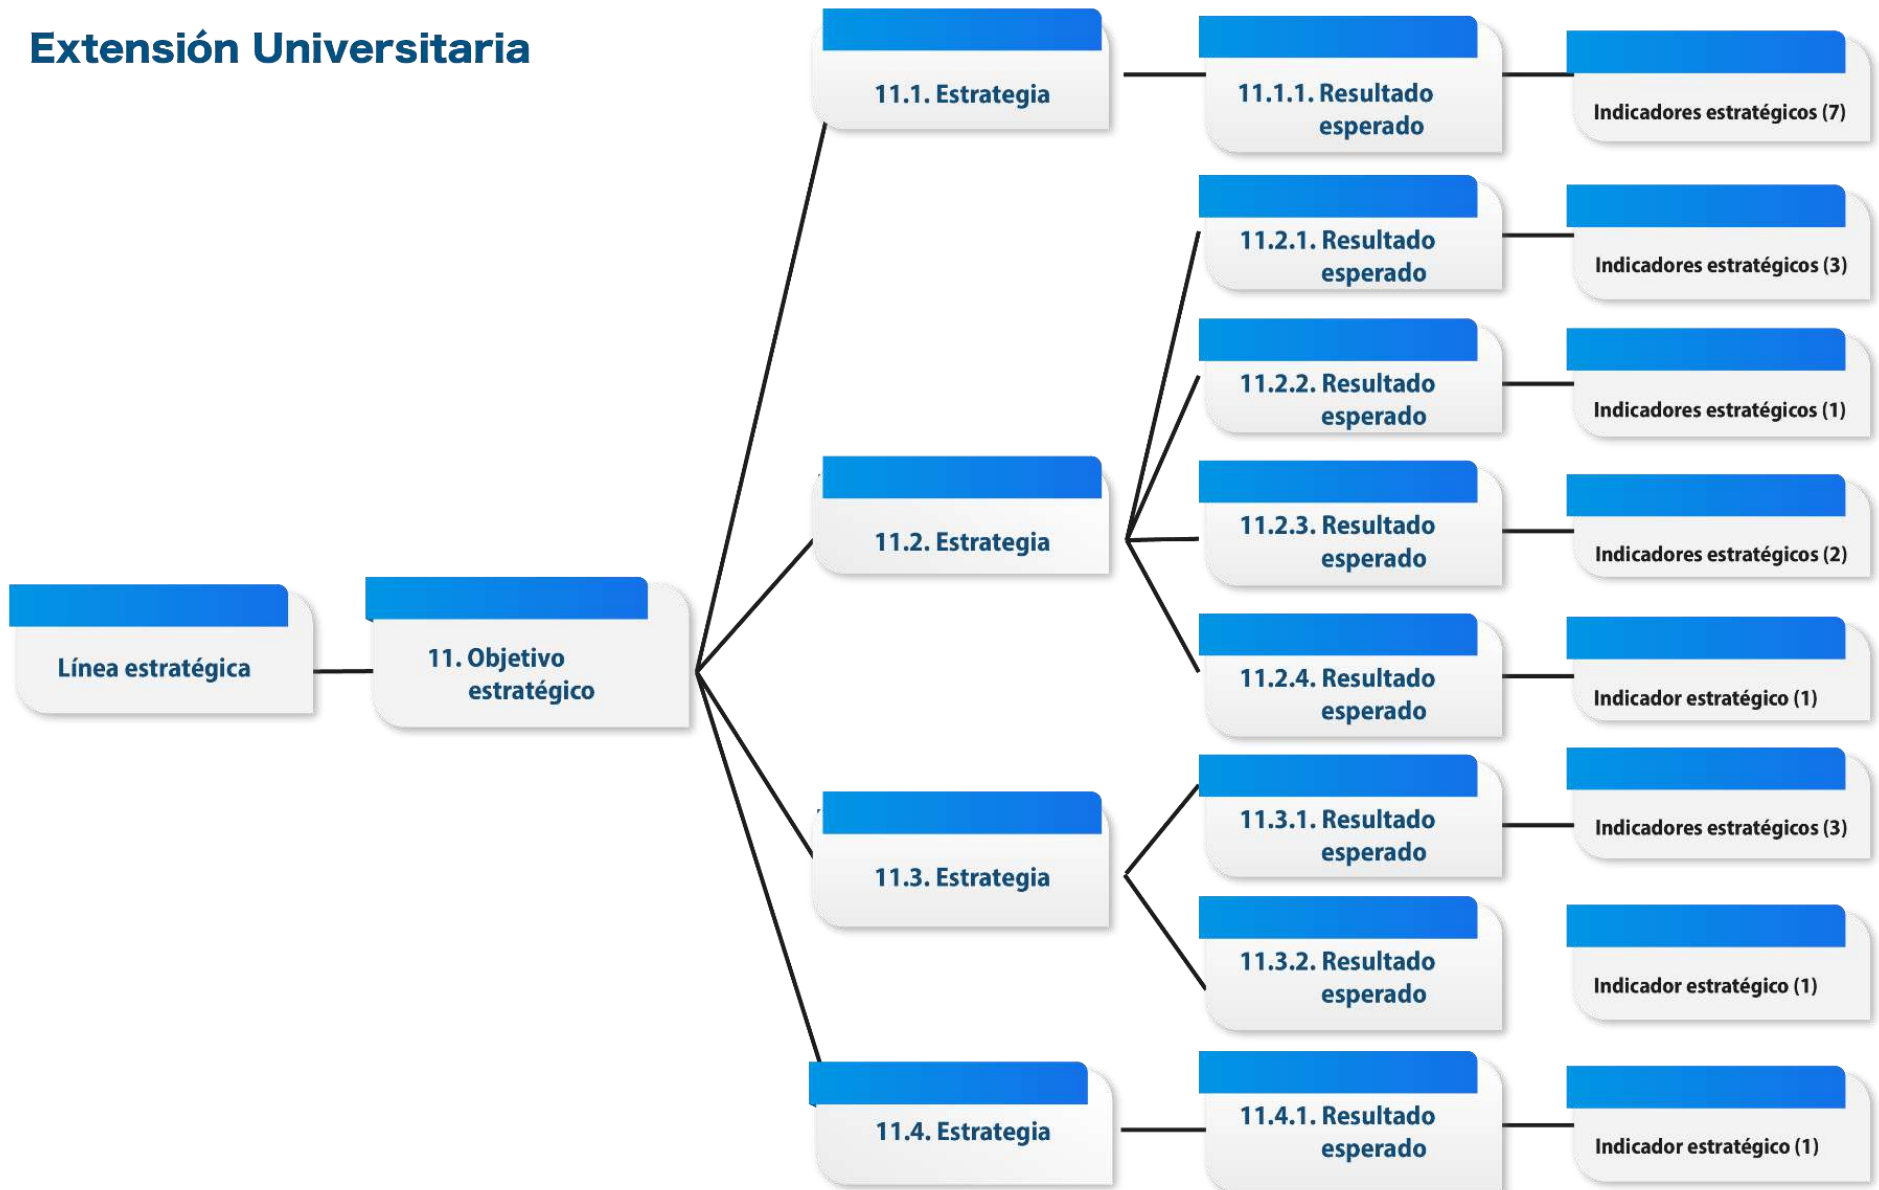 Extensión Universitaria
11.1. Estrategia
11.1.1. Resultado
esperado
Indicadores estratégicos (7)
11.2.1. Resultado
esperado
Indicadores estratégicos (3)
11.2.2. Resultado
esperado
Indicadores estratégicos (1)
11.2. Estrategia
11.2.3. Resultado
esperado
Indicadores estratégicos (2)
Línea estratégica
11. Objetivo
estratégico
11.2.4. Resultado
esperado
Indicador estratégico (1)
11.3. Estrategia
11.3.1. Resultado
esperado
Indicadores estratégicos (3)
11.3.2. Resultado
esperado
Indicador estratégico (1)
11.4. Estrategia
11.4.1. Resultado
esperado
Indicador estratégico (1)